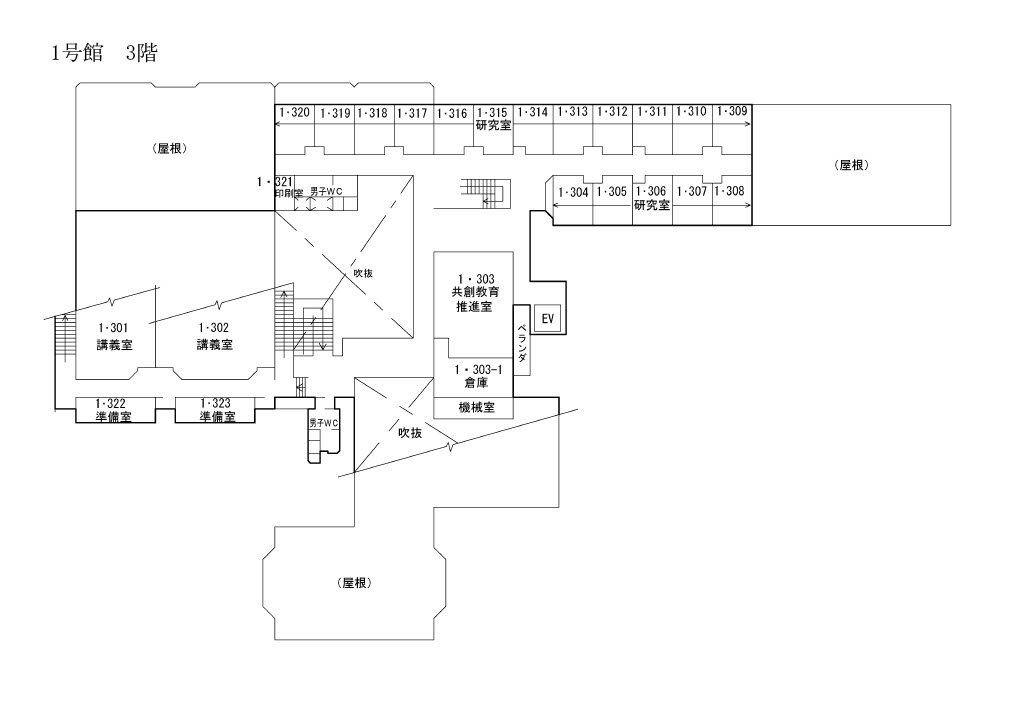 1号館　3階
1・320 1・319 1・318 1・317 1・316 1・315 1・314 1・313 1・312 1・311 1・310 1・309
研究室
（屋根）
（屋根）
1・321
印刷室
男子WC
1・304 1・305 1・306 1・307 1・308
研究室
吹抜
1・303
共創教育
推進室
EV
ベランダ
1・301
講義室
1・302
講義室
1・303-1
倉庫
機械室
1・322
準備室
1・323
準備室
男子WC
吹抜
（屋根）